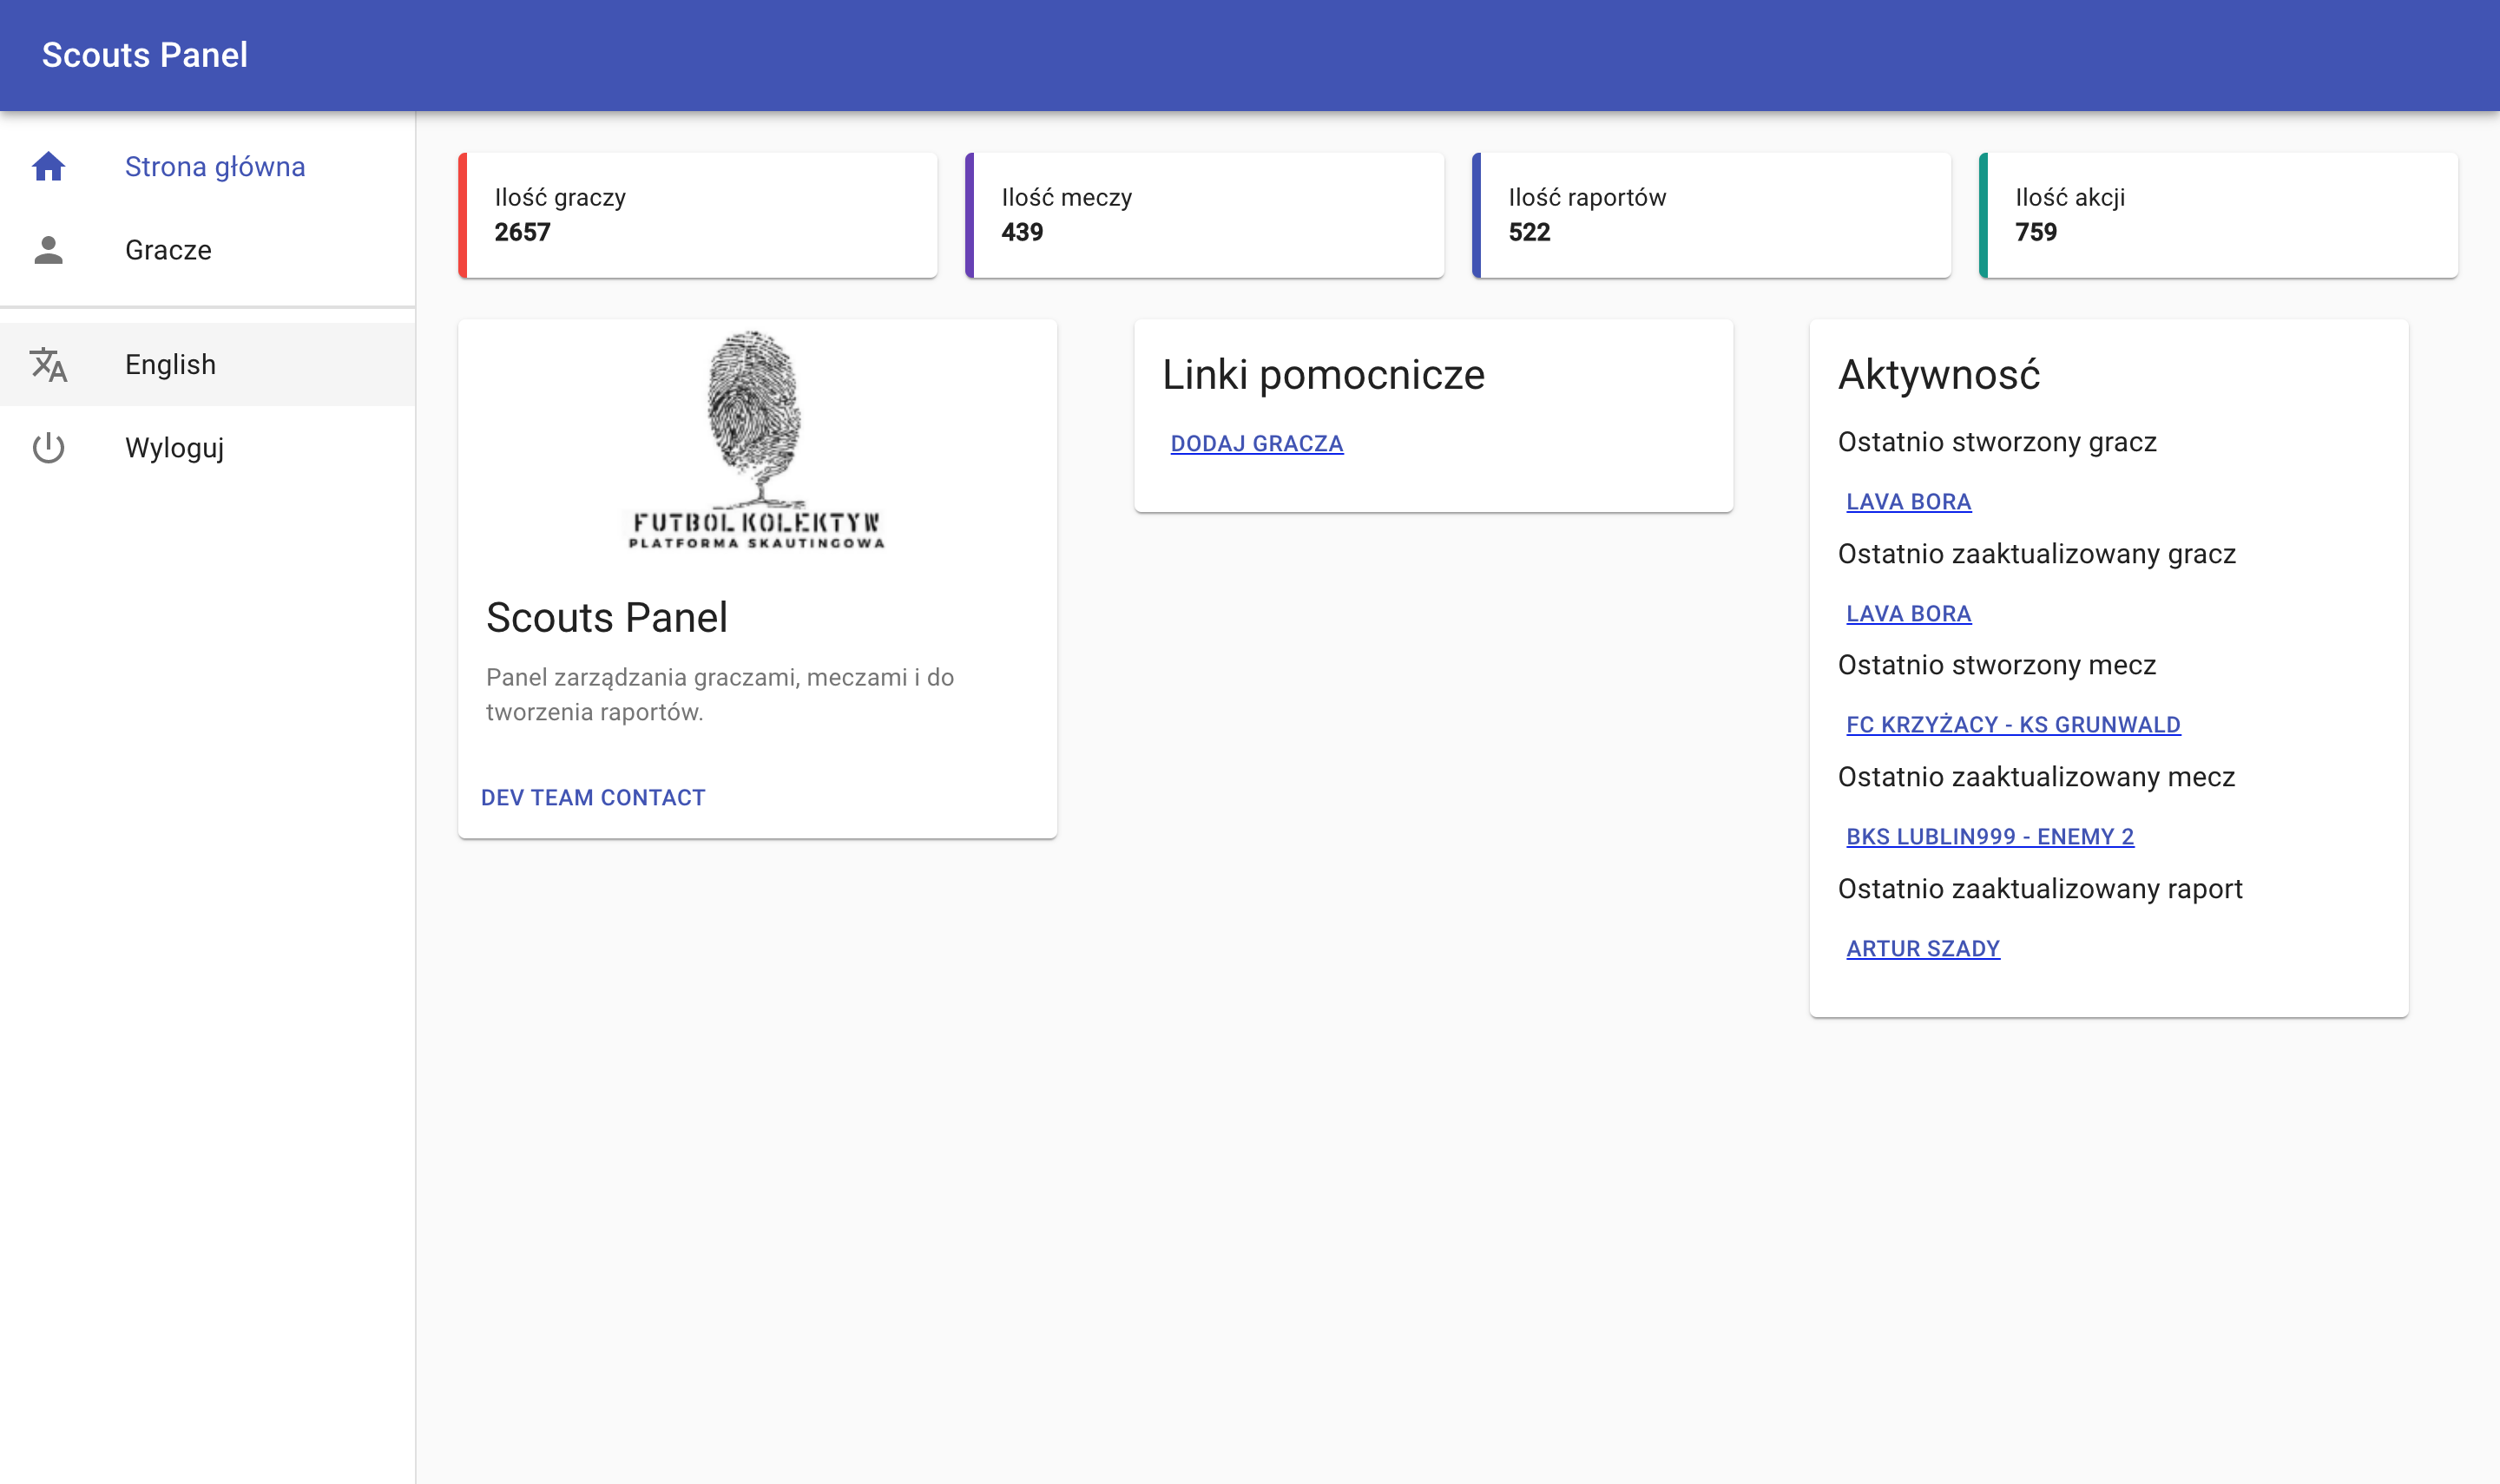 Scouts Panel
Strona główna
Gracze
English
Wyloguj
Ilość graczy
2657
Ilość meczy
439
Ilość raportów
522
Ilość akcji
759
FUTBOL KOLEKTYW
PLATFORMA SKAUTINGOWA
Scouts Panel
Panel zarządzania graczami, meczami i do
tworzenia raportów.
DEV TEAM CONTACT
Linki pomocnicze
DODAJ GRACZA
Aktywnosć
Ostatnio stworzony gracz
LAVA BORA
Ostatnio zaaktualizowany gracz
LAVA BORA
Ostatnio stworzony mecz
FC KRZYŻACY - KS GRUNWALD
Ostatnio zaaktualizowany mecz
BKS LUBLIN999 - ENEMY 2
Ostatnio zaaktualizowany raport
ARTUR SZADY